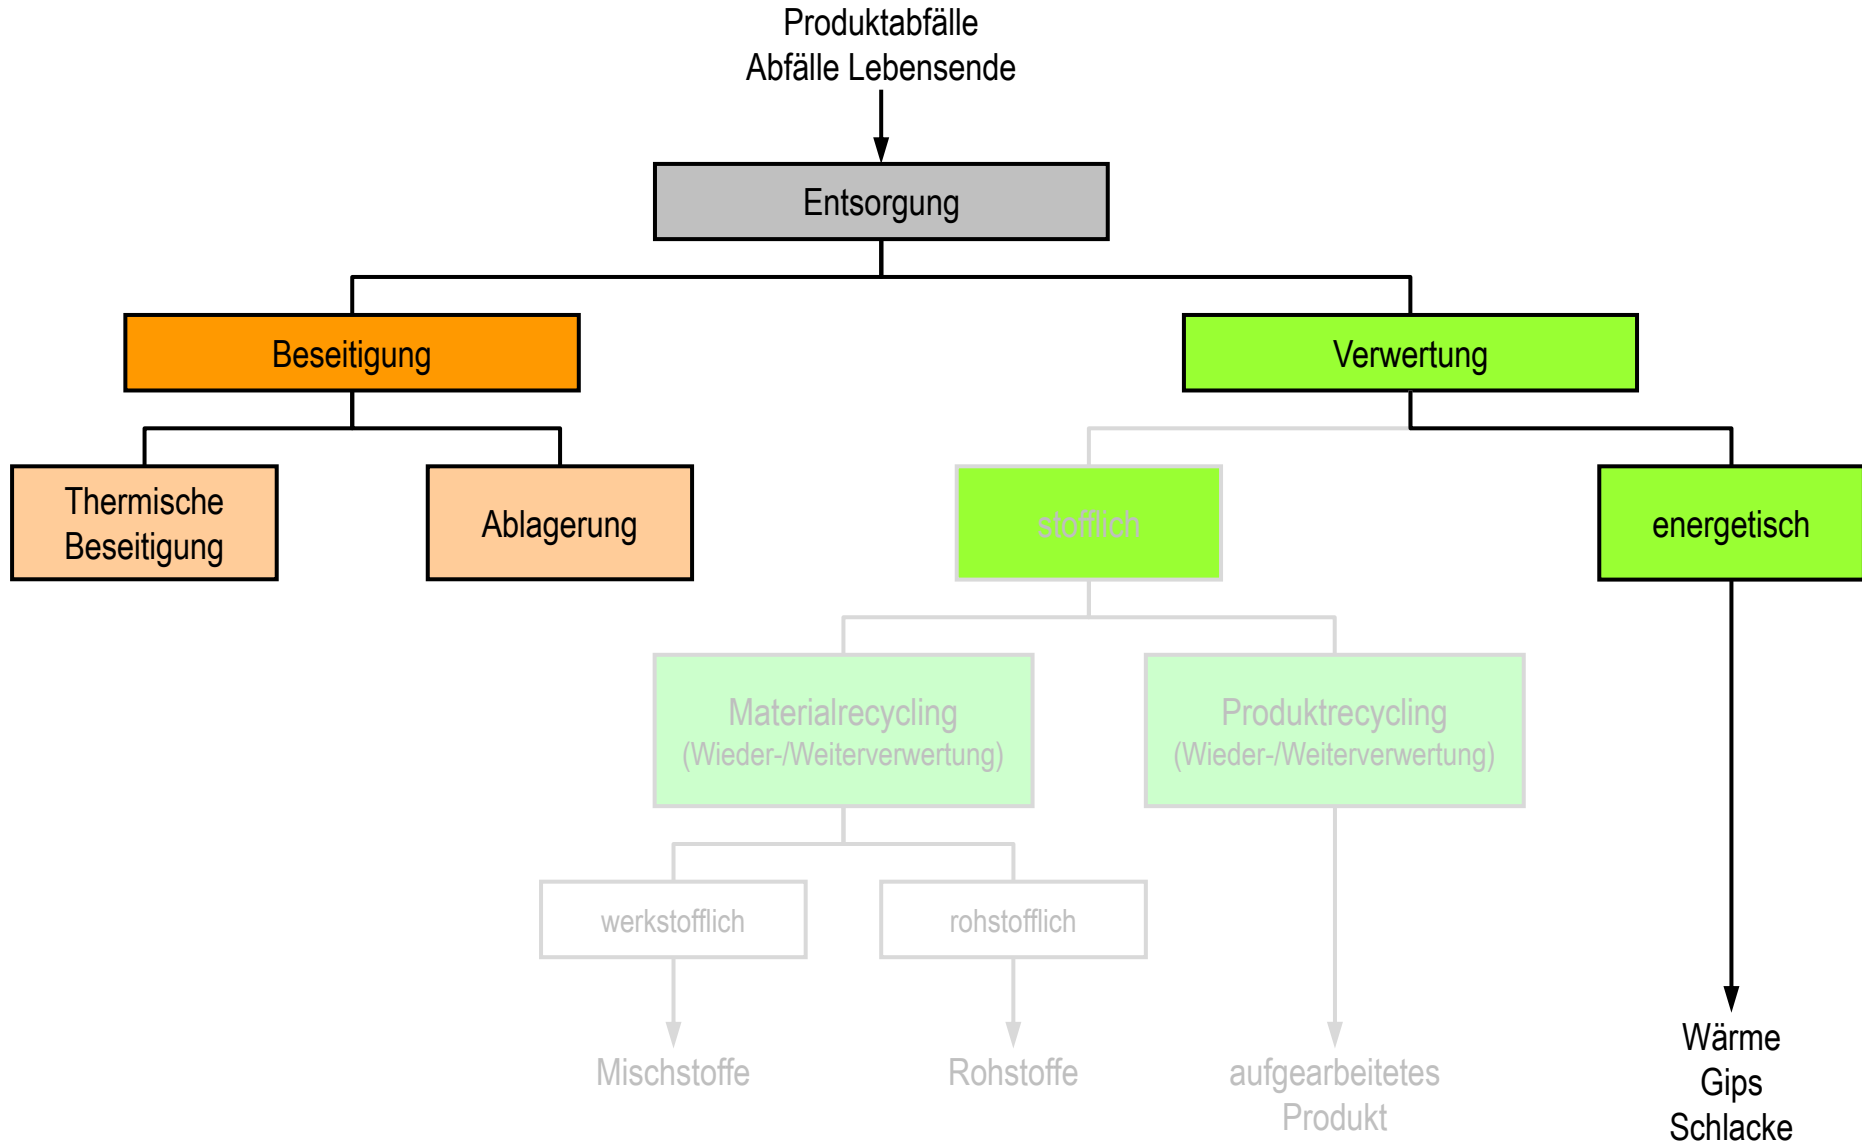 Produktabfälle
Abfälle Lebensende
Entsorgung
Beseitigung
Verwertung
Thermische
Beseitigung
Ablagerung
stofflich
energetisch
Materialrecycling
(Wieder-/Weiterverwertung)
Produktrecycling
(Wieder-/Weiterverwertung)
werkstofflich
rohstofflich
Mischstoffe
Rohstoffe
aufgearbeitetes
Produkt
Wärme
Gips
Schlacke